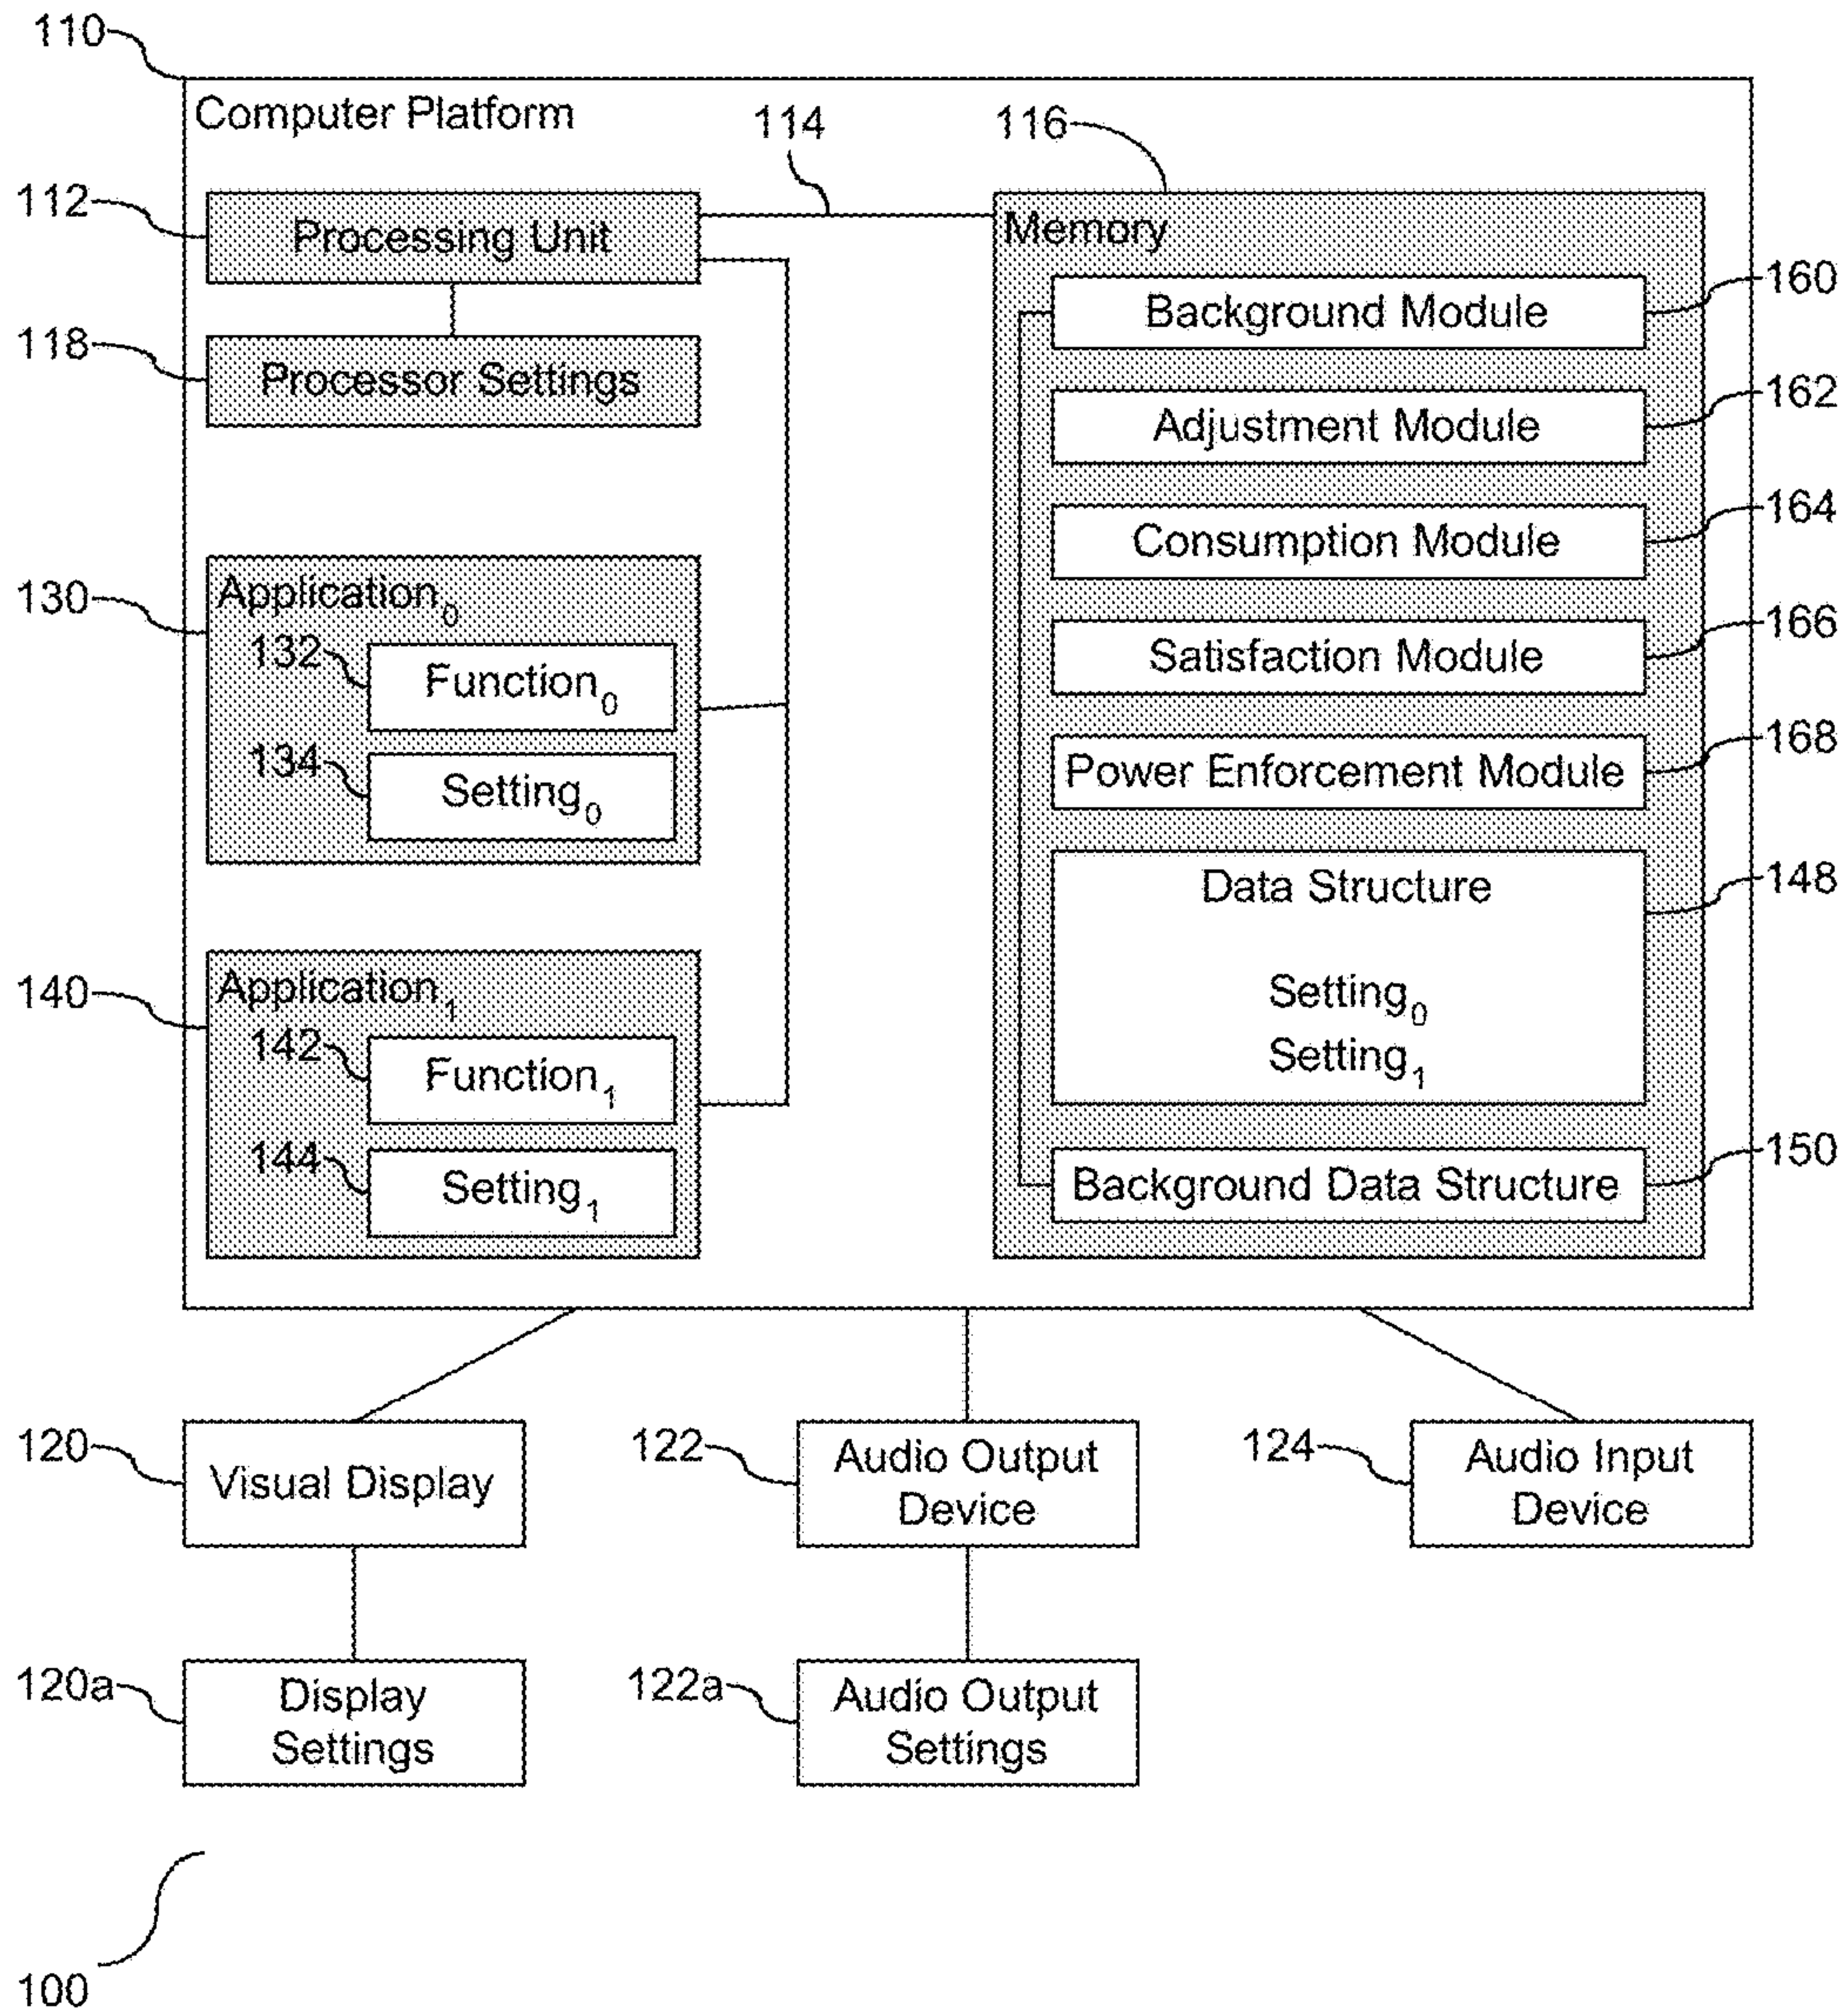 110
Computer Platform
114
116
112
Processing Unit
Memory
160
Background Module
118
Processor Settings
162
Adjustment Module
164
Consumption Module
130
Application0
132
Function0
166
Satisfaction Module
134
Setting0
168
Power Enforcement Module
148
Data Structure
Setting0
Setting1
140
Application1
142
Function1
144
Setting1
150
Background Data Structure
120
Visual Display
122
Audio Output
Device
124
Audio Input
Device
120a
Display
Settings
122a
Audio Output
Settings
100